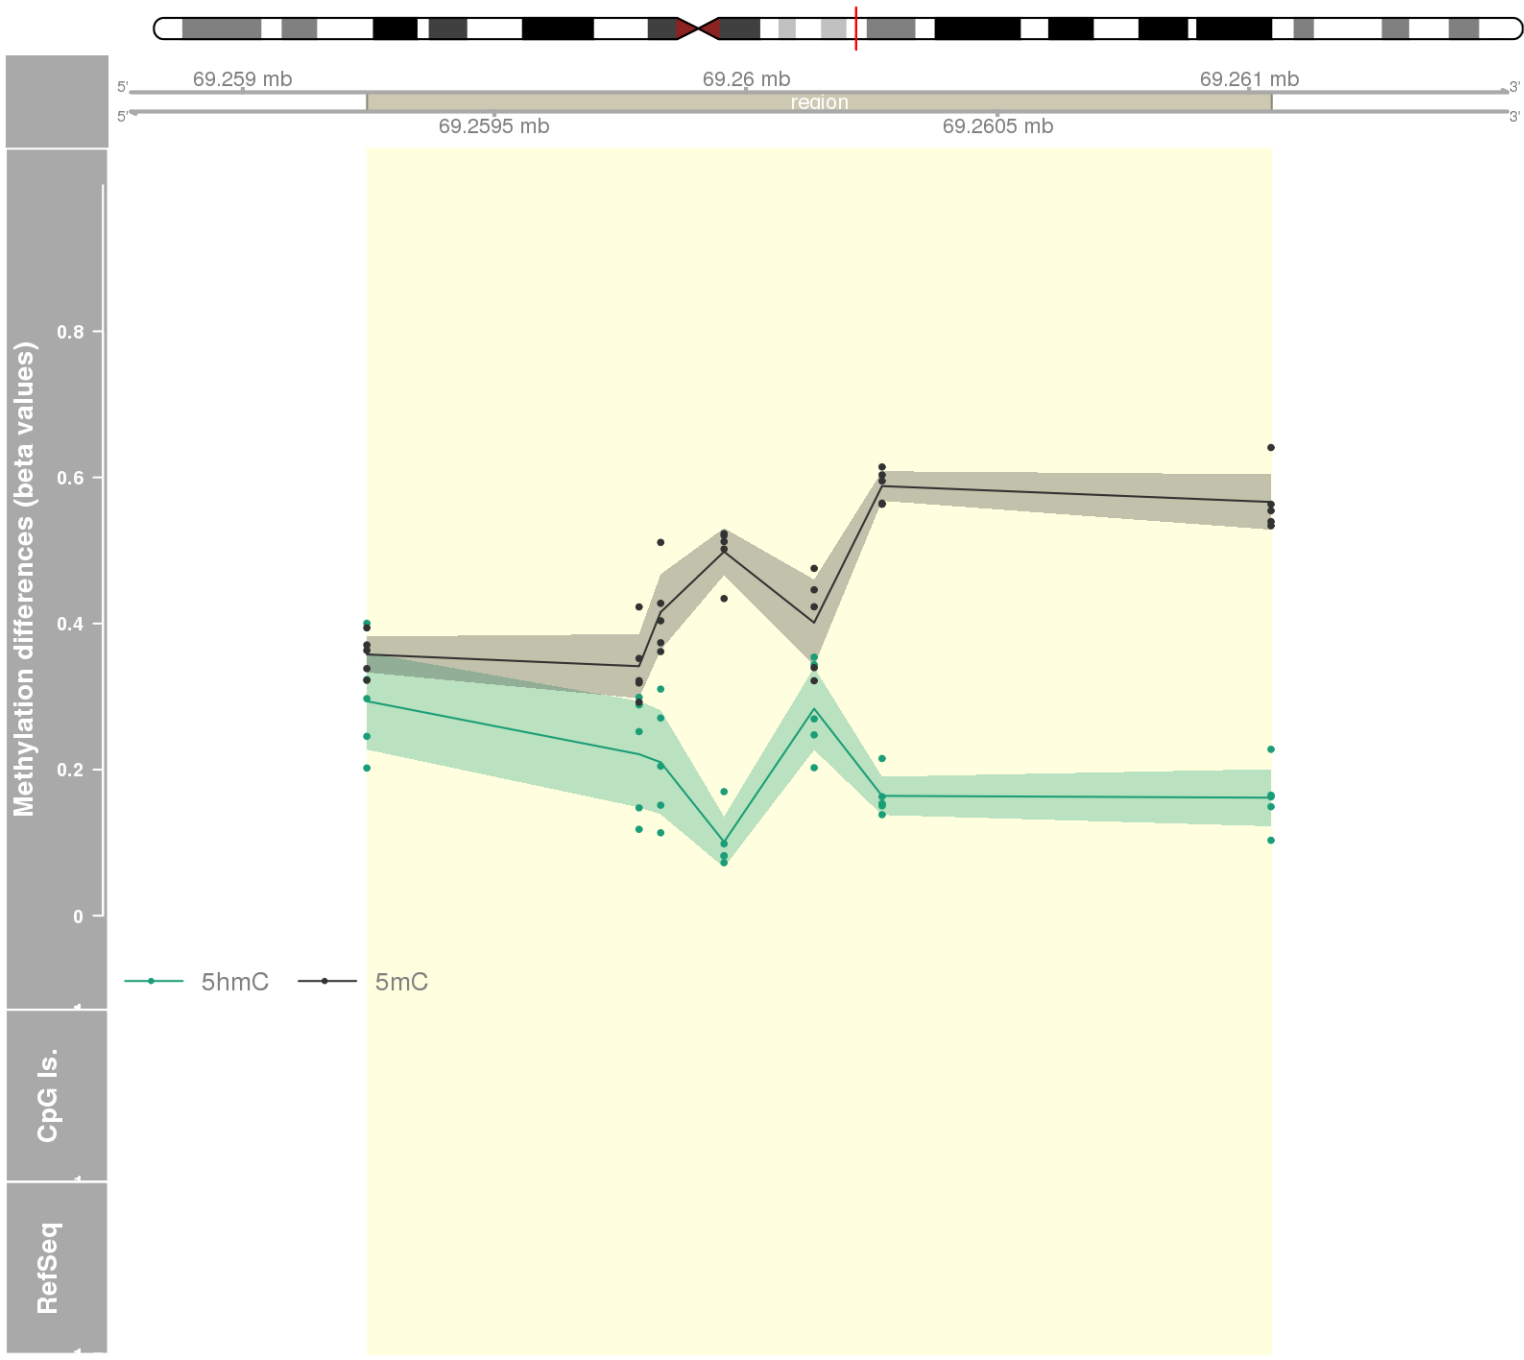 69.259 mb 69.26 mb 69.261 mb
5' 3'
region
5' 3'
69.2595 mb 69.2605 mb
Methylation differences (beta values)
0.8
0.6
0.4
0.2
0
5hmC 5mC
CpG Is.
RefSeq